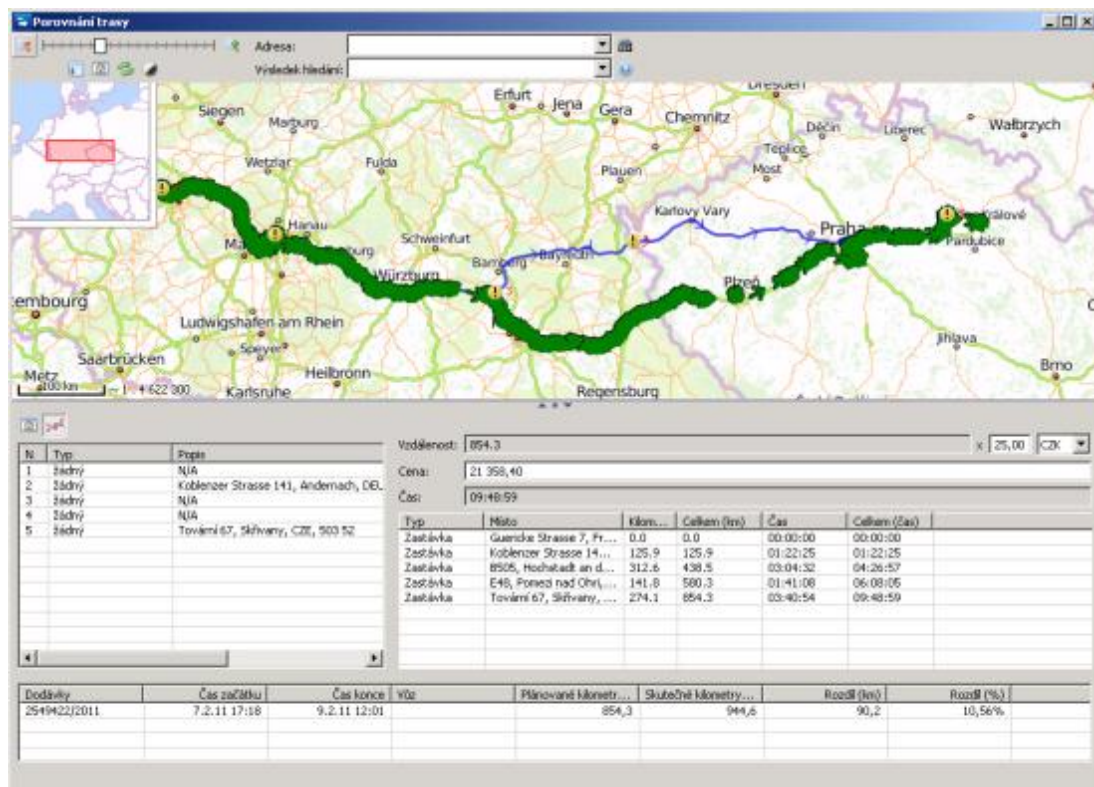 Porovnání trasy
Adresa:
Výsledek hledání:
Siegen
Marburg
Erfurt
Jena
Gera
Chemnitz
Dresden
Děčín
Liberec
Wałbrzych
Wetzlar
Fulda
Plauen
Teplice
Most
Hanau
Schweinfurt
Karlovy Vary
Praha
Králové
Pardubice
Bamberg
Bayreuth
Würzburg
Plzeň
embourg
Ludwigshafen am Rhein
Speyer
Saarbrücken
Heilbronn
Jihlava
Brno
Metz
100 km
~ 1 : 4 622 300
Karlsruhe
Regensburg
N Typ Popis
1 žádný N/A
2 žádný Koblenzer Strasse 141, Andernach, DEU,
3 žádný N/A
4 žádný N/A
5 žádný Tovární 67, Skřivany, CZE, 503 52
Vzdálenost: 854.3 x 25,00 CZK
Cena: 21 358,40
Čas: 09:48:59
Typ Místo Kilom... Celkem (km) Čas Celkem (čas)
Zastávka Guericke Strasse 7, Fr... 0.0 0.0 00:00:00 00:00:00
Zastávka Koblenzer Strasse 14... 125.9 125.9 01:22:25 01:22:25
Zastávka B505, Hochstadt an d... 312.6 438.5 03:04:32 04:26:57
Zastávka E48, Pomezi nad Ohri, ... 141.8 580.3 01:41:08 06:08:05
Zastávka Tovární 67, Skřivany, ... 274.1 854.3 03:40:54 09:48:59
Dodávky Čas začátku Čas konce Vůz Plánované kilometr... Skutečné kilometry... Rozdíl (km) Rozdíl (%)
2549422/2011 7.2.11 17:18 9.2.11 12:01 854,3 944,6 90,2 10,56%